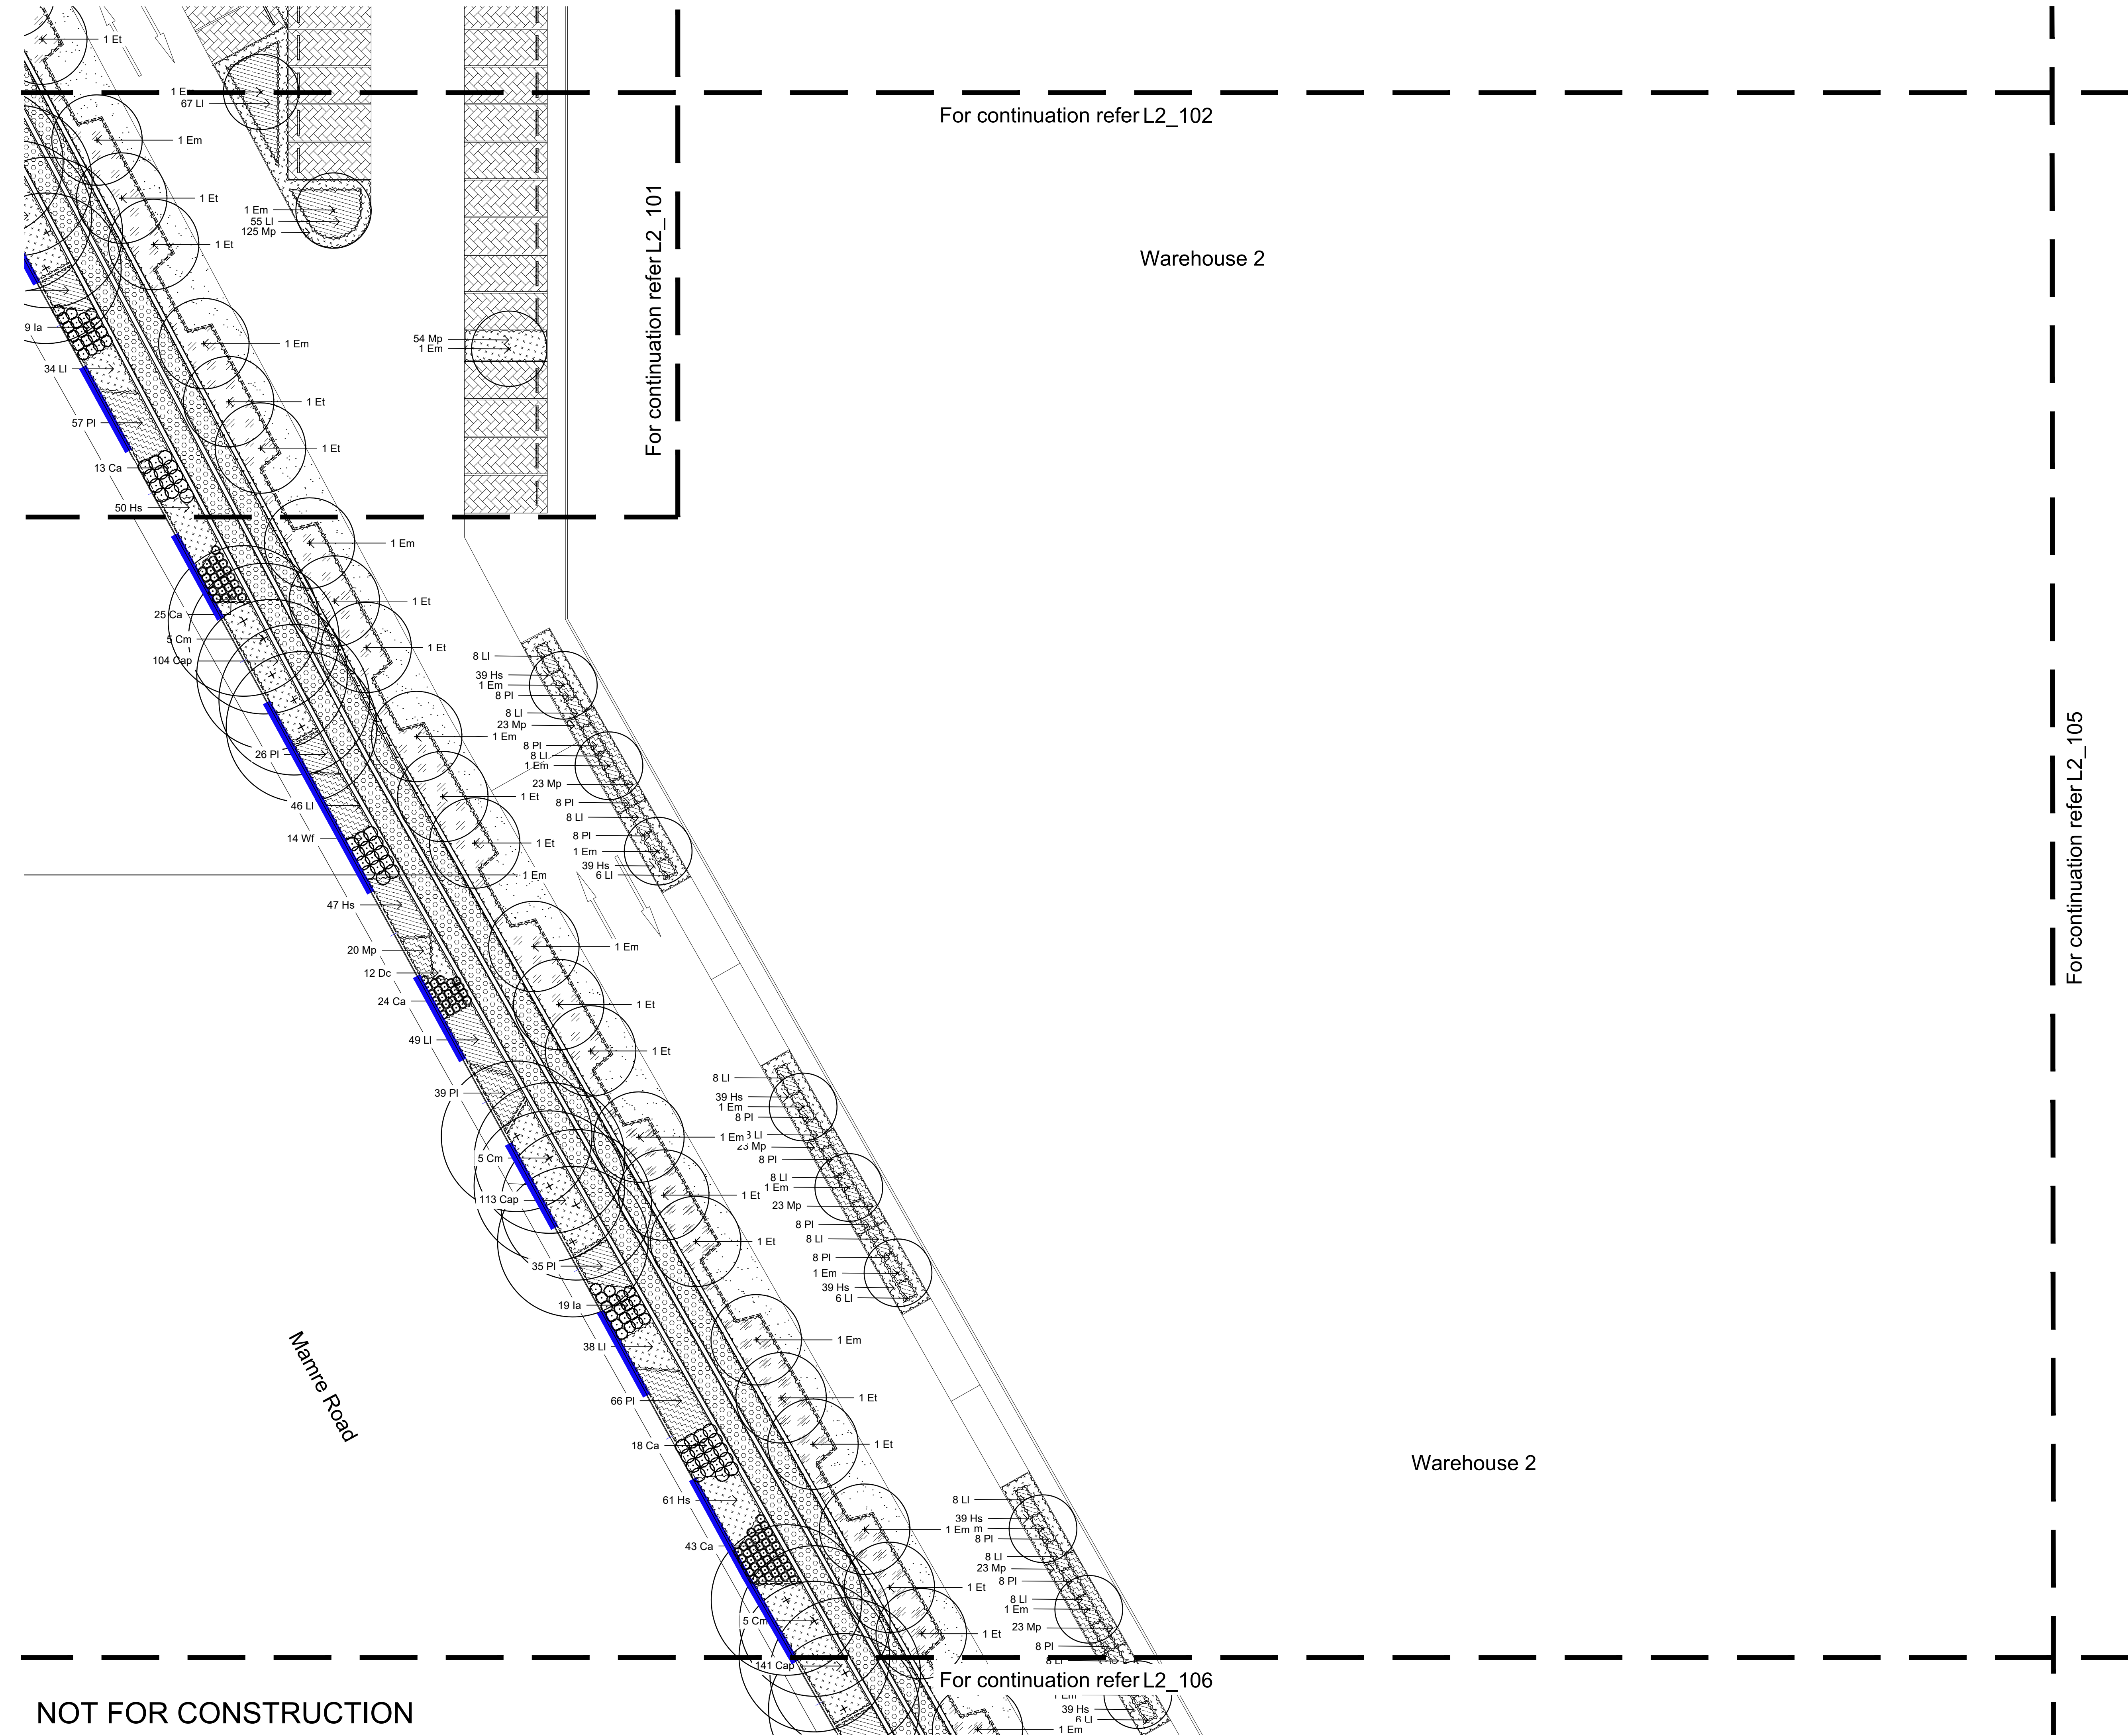 1 Et
67 Ll
For continuation refer L2_102
1 Em
1 Et
1 Em
55 Ll
125 Mp
1 Et
For continuation refer L2_101
Warehouse 2
9 Ia
54 Mp
1 Em
1 Em
34 Ll
1 Et
57 Pl
1 Et
13 Ca
50 Hs
1 Em
25 Ca
1 Et
5 Cm
1 Et
104 Cap
8 Ll
39 Hs
1 Em
8 Pl
8 Ll
23 Mp
1 Em
8 Pl
8 Ll
1 Em
26 Pl
23 Mp
1 Et
8 Pl
46 Ll
8 Ll
14 Wf
8 Pl
1 Et
1 Em
39 Hs
6 Ll
1 Em
47 Hs
20 Mp
1 Em
12 Dc
24 Ca
1 Et
49 Ll
1 Et
For continuation refer L2_105
8 Ll
39 Pl
39 Hs
1 Em
8 Pl
1 Em
23 Mp
5 Cm
8 Pl
8 Ll
1 Em
1 Et
113 Cap
23 Mp
8 Pl
1 Et
8 Ll
8 Pl
35 Pl
1 Em
39 Hs
6 Ll
19 Ia
1 Em
38 Ll
Mamre Road
66 Pl
1 Et
18 Ca
1 Et
Warehouse 2
61 Hs
8 Ll
39 Hs
1 Em
8 Pl
43 Ca
8 Ll
23 Mp
8 Pl
1 Et
8 Ll
1 Em
5 Cm
23 Mp
1 Et
8 Pl
141 Cap
8 Ll
For continuation refer L2_106
1 Em
39 Hs
6 Ll
1 Em
NOT FOR CONSTRUCTION